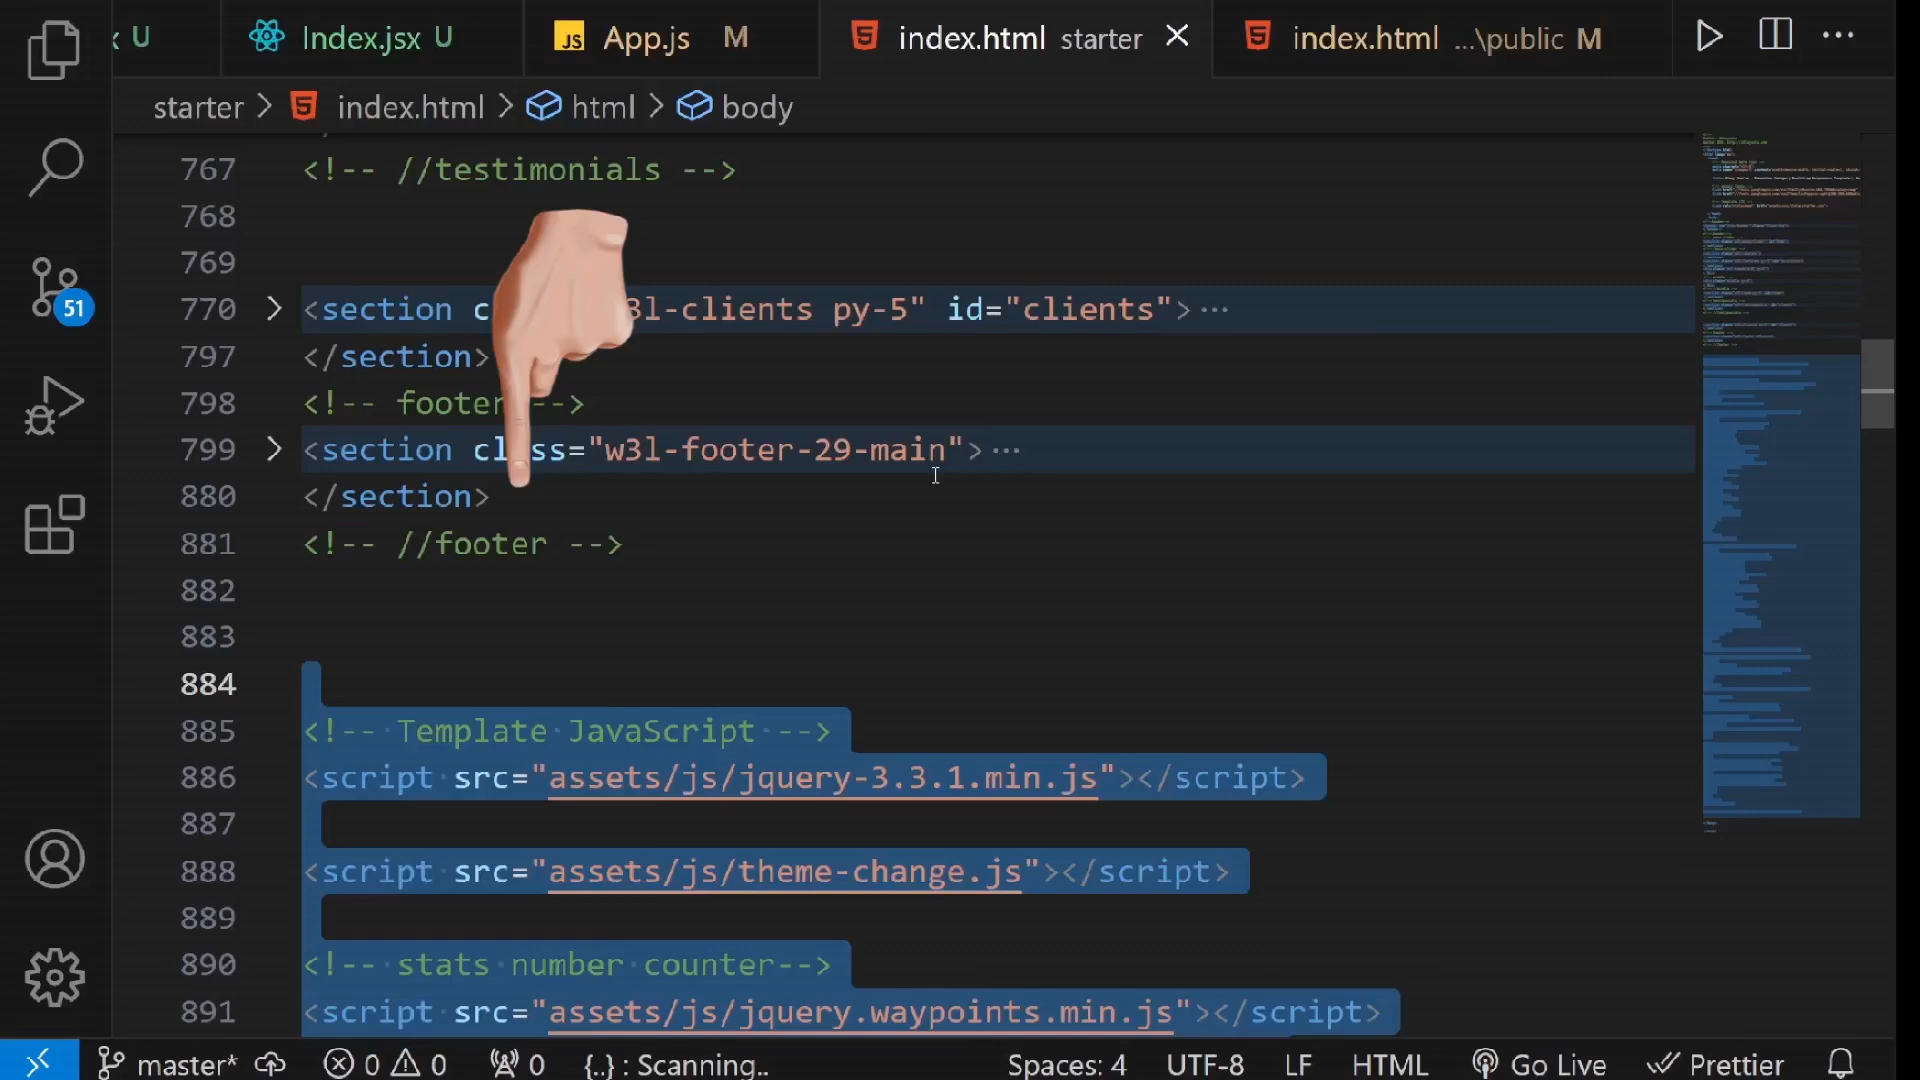 x U
Index.jsx U
JS App.js M
index.html starter
index.html ...\public M
starter > index.html > html > body
767 <!-- //testimonials -->
768
769
770 <section c 3l-clients py-5" id="clients">···
797 </section>
798 <!-- footer -->
799 <section class="w3l-footer-29-main">···
880 </section>
881 <!-- //footer -->
882
883
884
885 <!-- Template JavaScript -->
886 <script src="assets/js/jquery-3.3.1.min.js"></script>
887
888 <script src="assets/js/theme-change.js"></script>
889
890 <!-- stats number counter-->
891 <script src="assets/js/jquery.waypoints.min.js"></script>
51
master* 0 0 0 {..} : Scanning.. Spaces: 4 UTF-8 LF HTML Go Live Prettier